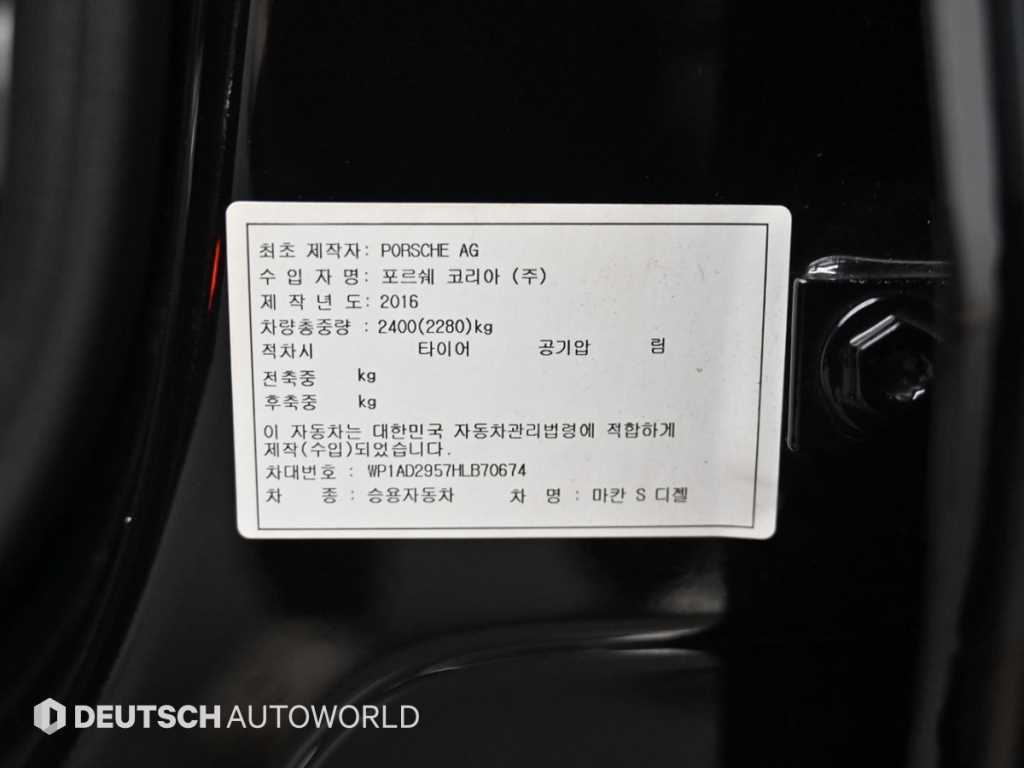 최초 제작자: PORSCHE AG
수 입 자 명: 포르쉐 코리아 (주)
제 작 년 도: 2016
차량총중량 : 2400(2280)kg
적차시 타이어 공기압 림
전축중 kg
후축중 kg
이 자동차는 대한민국 자동차관리법령에 적합하게
제작(수입)되었습니다.
차대번호 : WP1AD2957HLB70674
차 종 : 승용자동차 차 명 : 마칸 S 디젤
DEUTSCH AUTOWORLD